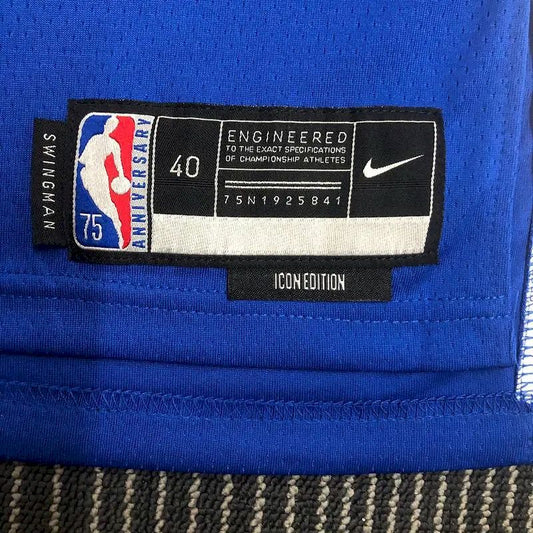 SWINGMAN
75
ANNIVERSARY
40
ENGINEERED
TO THE EXACT SPECIFICATIONS
OF CHAMPIONSHIP ATHLETES
75N1925841
ICON EDITION